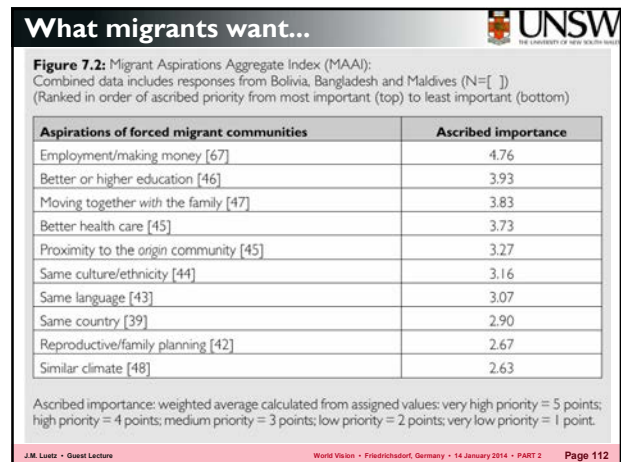 What migrants want...
UNSW
THE UNIVERSITY OF NEW SOUTH WALES
Figure 7.2: Migrant Aspirations Aggregate Index (MAAI):
Combined data includes responses from Bolivia, Bangladesh and Maldives (N=[  ])
(Ranked in order of ascribed priority from most important (top) to least important (bottom)
Aspirations of forced migrant communities Ascribed importance
Employment/making money [67] 4.76
Better or higher education [46] 3.93
Moving together with the family [47] 3.83
Better health care [45] 3.73
Proximity to the origin community [45] 3.27
Same culture/ethnicity [44] 3.16
Same language [43] 3.07
Same country [39] 2.90
Reproductive/family planning [42] 2.67
Similar climate [48] 2.63
Ascribed importance: weighted average calculated from assigned values: very high priority = 5 points;
high priority = 4 points; medium priority = 3 points; low priority = 2 points; very low priority = 1 point.
J.M. Luetz • Guest Lecture World Vision • Friedrichsdorf, Germany • 14 January 2014 • PART 2 Page 112